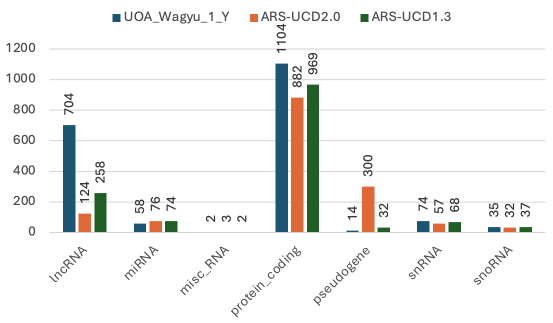 UOA_Wagyu_1_Y ARS-UCD2.0 ARS-UCD1.3
1200
1000
800
600
400
200
0
704 124 258
58 76 74
2 3 2
1104 882 969
14 300 32
74 57 68
35 32 37
lncRNA miRNA misc_RNA protein_coding pseudogene snRNA snoRNA